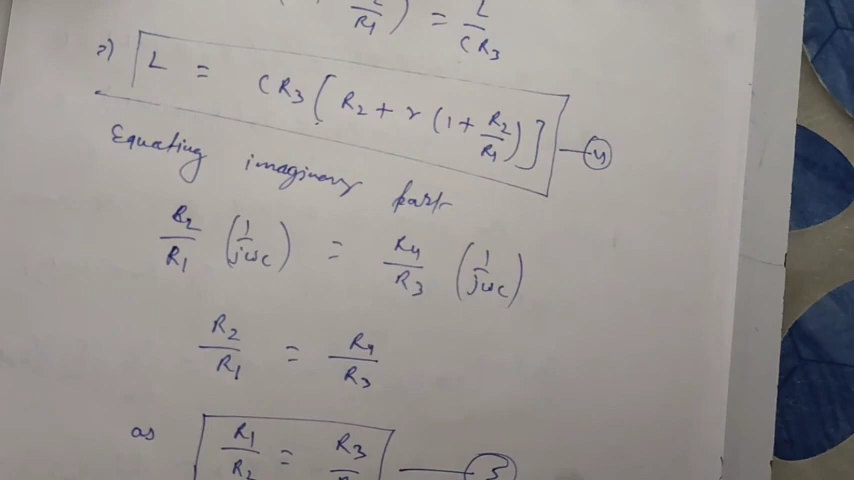 R1 ) = L / CR3
=) L = CR3 [ R2 + r ( 1 + R2/R1 ) ] — 4
Equating imaginary part
R2/R1 ( 1/jωc ) = R4/R3 ( 1/jωc )
R2/R1 = R4/R3
as R1/R2 = R3/ — 5